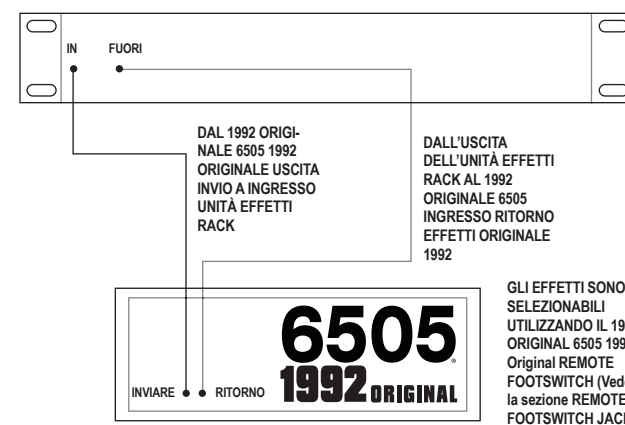 IN FUORI
DAL 1992 ORIGI-
NALE 6505 1992
ORIGINALE USCITA
INVIO A INGRESSO
UNITÀ EFFETTI
RACK
DALL'USCITA
DELL'UNITÀ EFFETTI
RACK AL 1992
ORIGINALE 6505
INGRESSO RITORNO
EFFETTI ORIGINALE
1992
GLI EFFETTI SONO
SELEZIONABILI
UTILIZZANDO IL
ORIGINAL 6505
Original REMOTE
FOOTSWITCH
la sezione REMOTE
FOOTSWITCH
6505
1992 ORIGINAL
INVIARE RITORNO